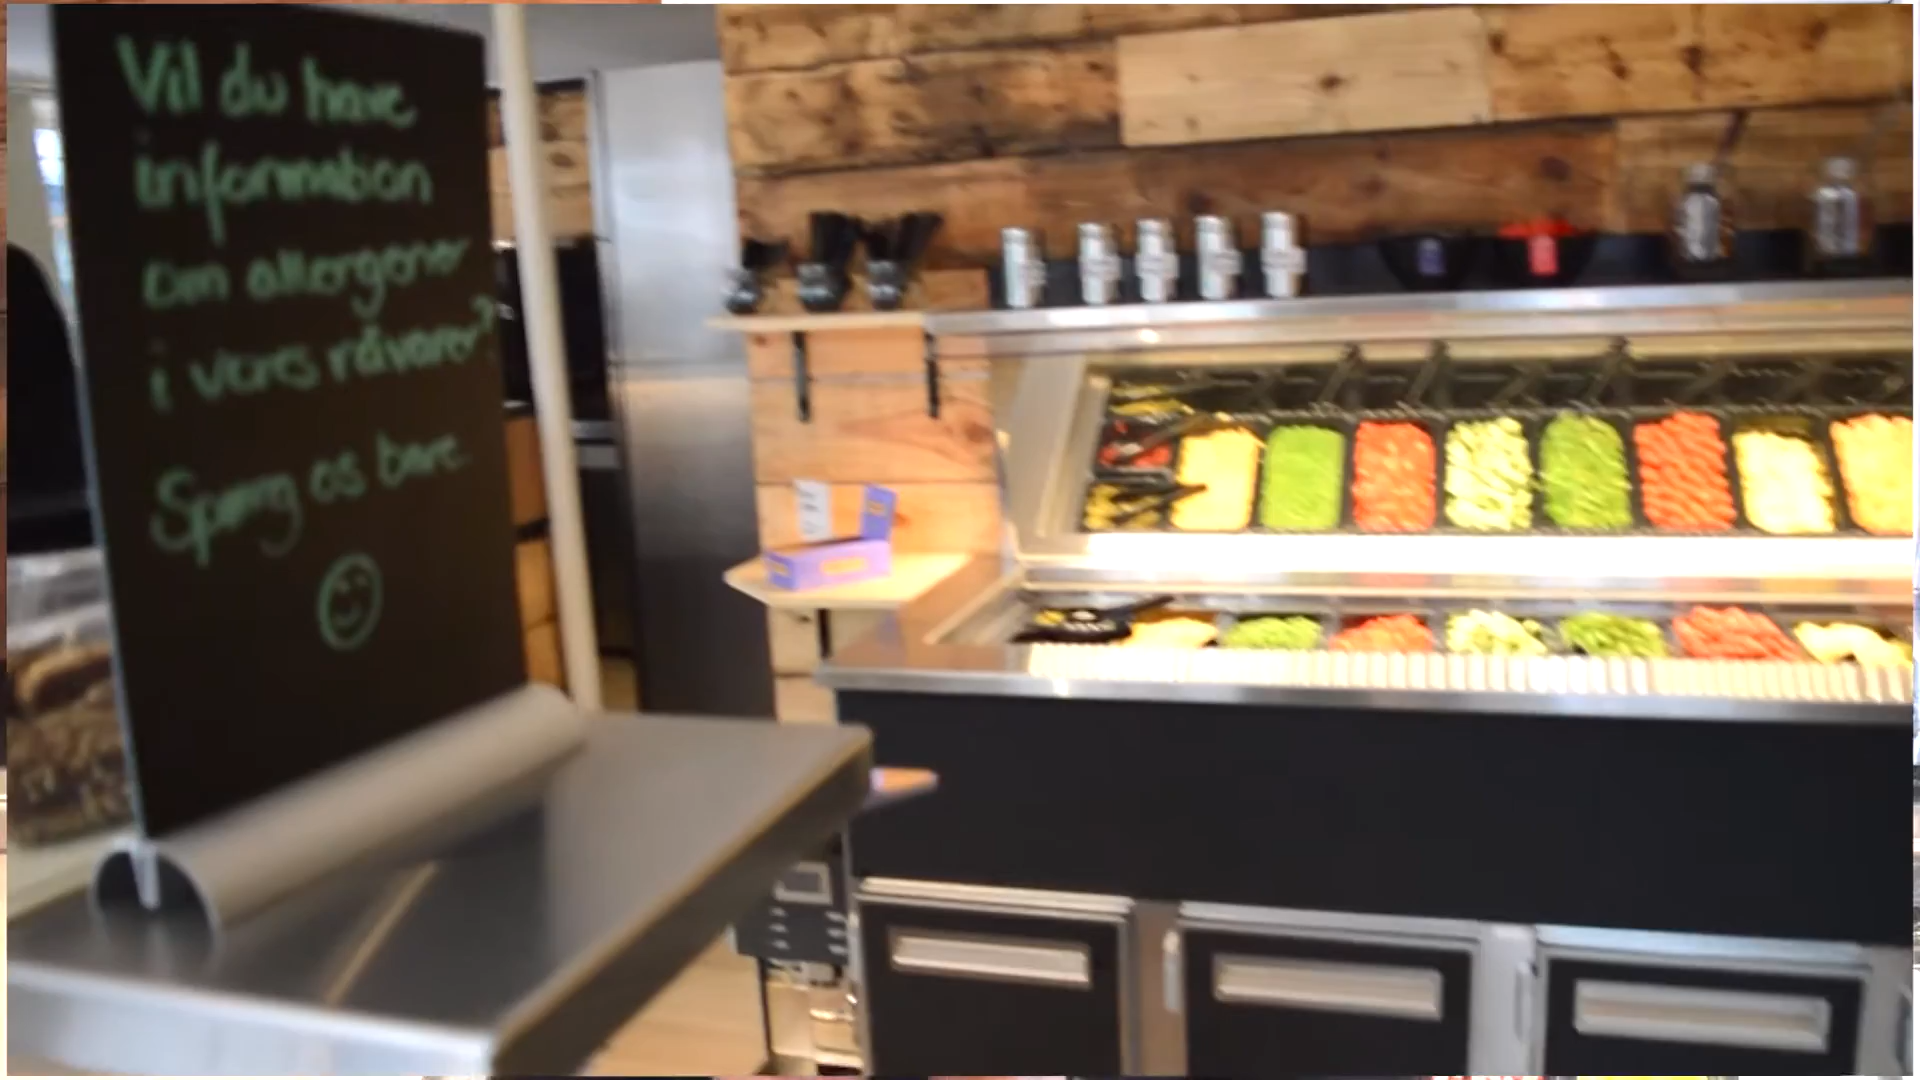 Vil du have
information
om allergener
i vores råvarer?
Spørg os bare